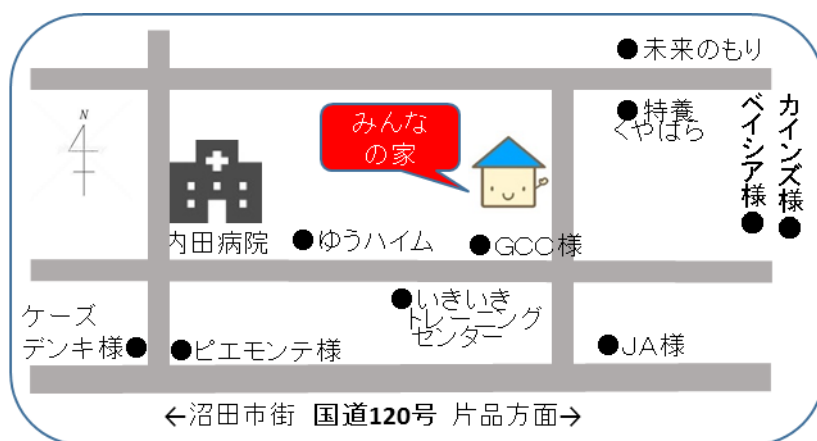 ●未来のもり
N
みんな
の家
●特養
くやはら
カインズ様●
ベイシア様●
内田病院
●ゆうハイム
●GCC様
●いきいき
トレーニング
センター
ケーズ
デンキ様●
●ピエモンテ様
●JA様
←沼田市街 国道120号 片品方面→